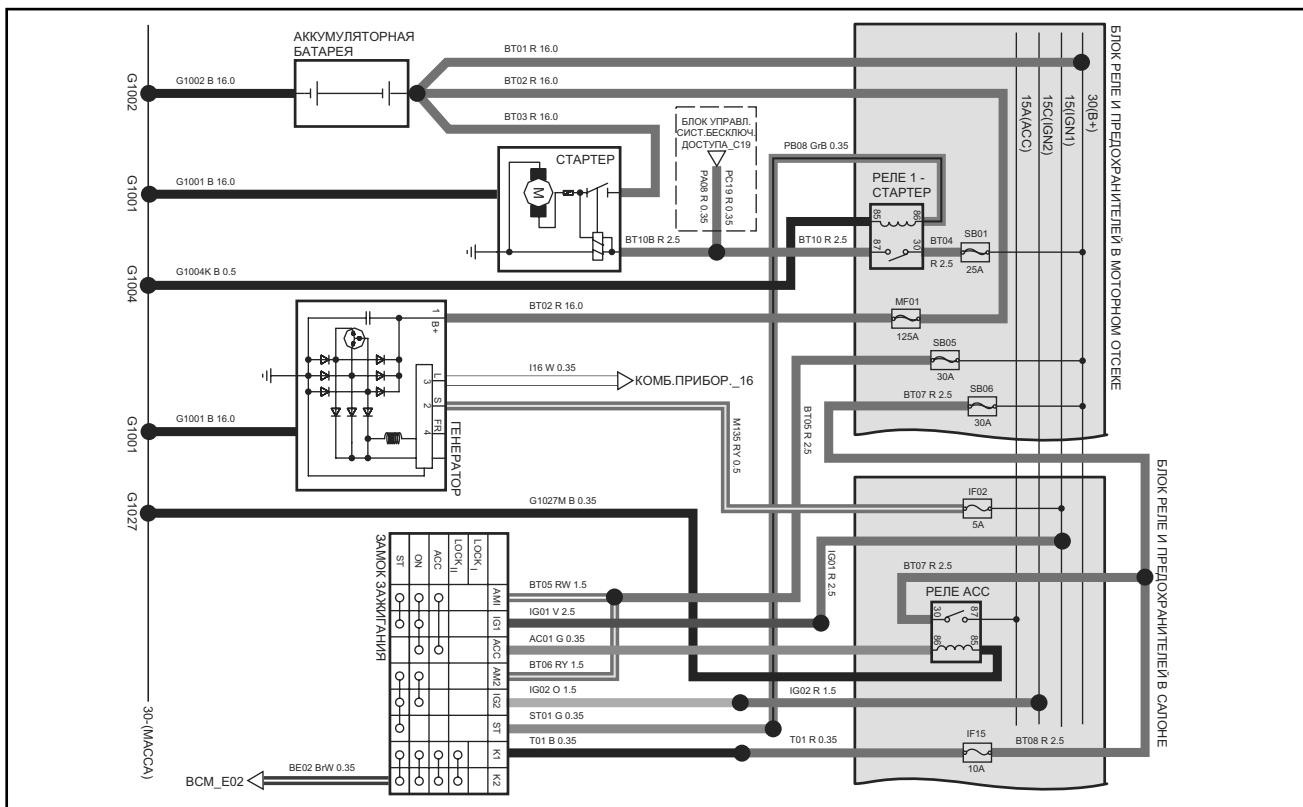 АККУМУЛЯТОРНАЯ
БАТАРЕЯ
G1002 B 16.0
G1002
BT01 R 16.0
BT02 R 16.0
BT03 R 16.0
БЛОК УПРАВЛ.
СИСТ.БЕСКЛЮЧ.
ДОСТУПА_C19
PA08 R 0.35
PC19 R 0.35
PB08 GrB 0.35
30(B+)
15(IGN1)
15C(IGN2)
15A(ACC)
БЛОК РЕЛЕ И ПРЕДОХРАНИТЕЛЕЙ В МОТОРНОМ ОТСЕКЕ
СТАРТЕР
M
G1001 B 16.0
G1001
РЕЛЕ 1 -
СТАРТЕР
85
86
87
30
BT10B R 2.5
BT10 R 2.5
BT04
R 2.5
SB01
25A
G1004K B 0.5
G1004
BT02 R 16.0
MF01
125A
1
B+
I16 W 0.35
КОМБ.ПРИБОР._16
L
3
S
2
FR
4
ГЕНЕРАТОР
M135 RY 0.5
BT05 R 2.5
SB05
30A
BT07 R 2.5
SB06
30A
G1001 B 16.0
G1001
G1027M B 0.35
G1027
IF02
5A
IG01 R 2.5
BT07 R 2.5
РЕЛЕ ACC
30
87
86
85
БЛОК РЕЛЕ И ПРЕДОХРАНИТЕЛЕЙ В САЛОНЕ
ЗАМОК ЗАЖИГАНИЯ
ST
ON
ACC
LOCK II
LOCK I
AMI
IG1
ACC
AM2
IG2
ST
K1
K2
BT05 RW 1.5
IG01 V 2.5
AC01 G 0.35
BT06 RY 1.5
IG02 O 1.5
IG02 R 1.5
ST01 G 0.35
T01 B 0.35
T01 R 0.35
IF15
10A
BT08 R 2.5
BCM_E02
BE02 BrW 0.35
30-(МАССА)